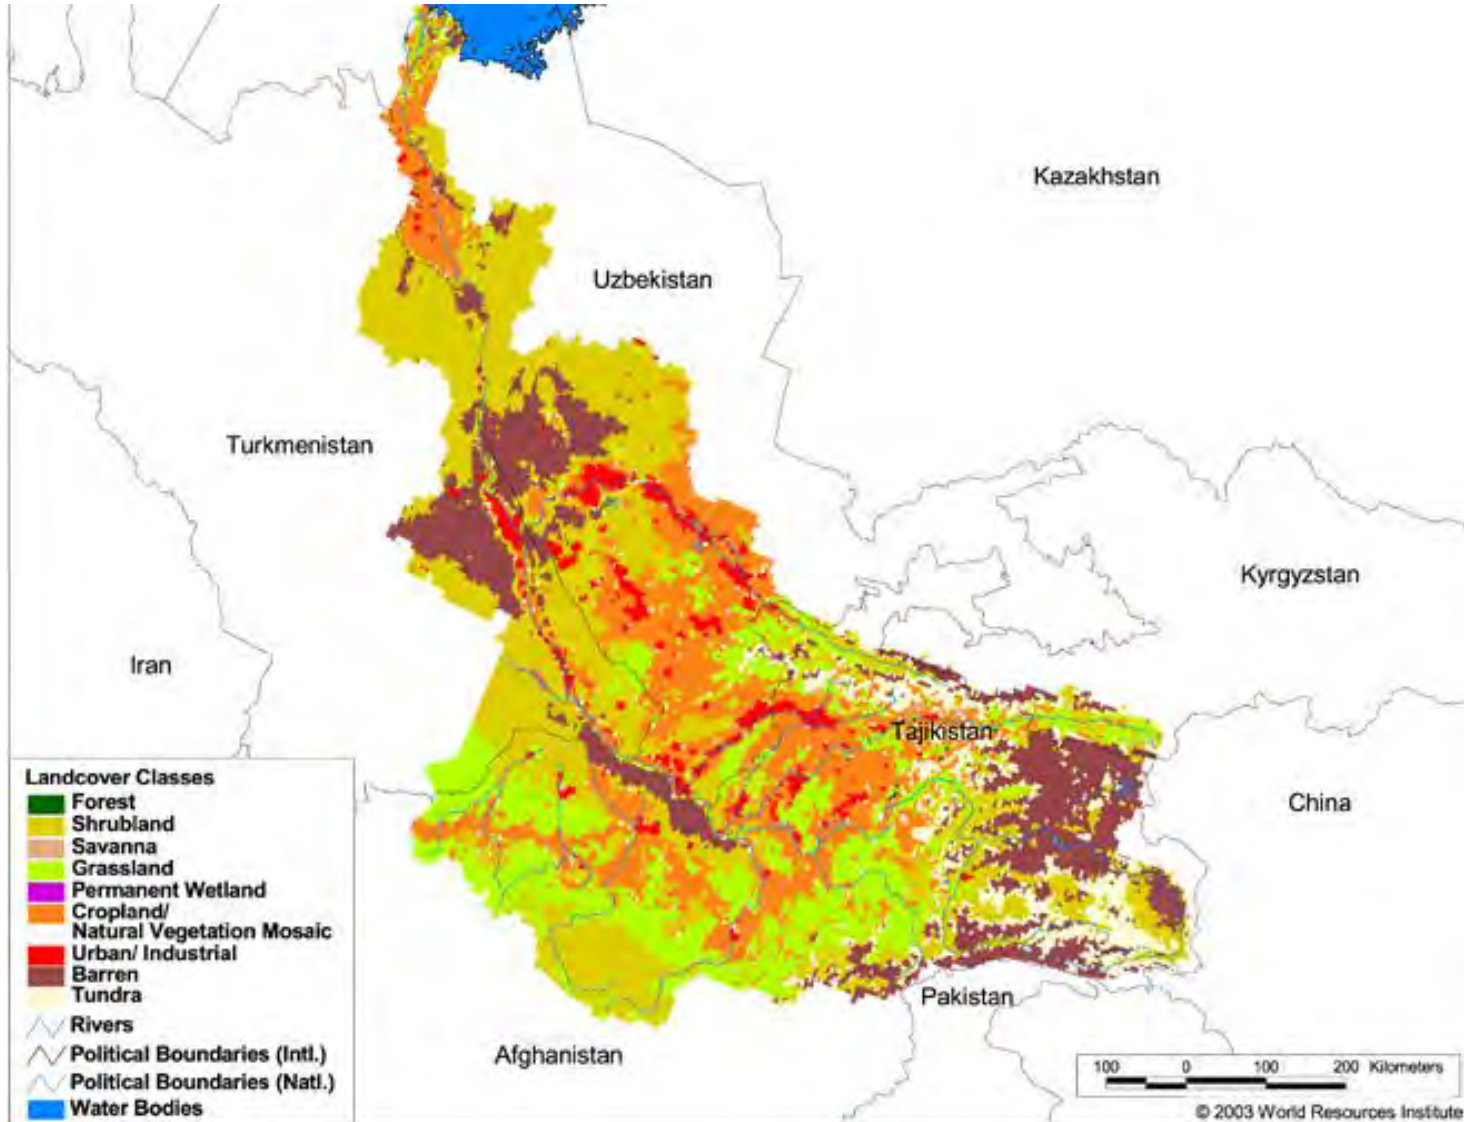 Kazakhstan
Uzbekistan
Turkmenistan
Kyrgyzstan
Iran
Tajikistan
China
Pakistan
Afghanistan
Landcover Classes
Forest
Shrubland
Savanna
Grassland
Permanent Wetland
Cropland/
Natural Vegetation Mosaic
Urban/ Industrial
Barren
Tundra
Rivers
Political Boundaries (Intl.)
Political Boundaries (Natl.)
Water Bodies
100 0 100 200 Kilometers
© 2003 World Resources Institute